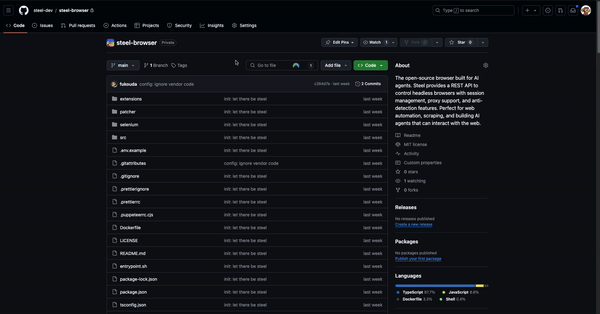 steel-dev / steel-browser
Type / to search
Code Issues Pull requests Actions Projects Security Insights Settings
steel-browser Private
Edit Pins Watch 1 Fork 0 Star 0
main 1 Branch Tags Go to file t Add file Code
fukouda config: ignore vendor code last week 2 Commits
extensions init: let there be steel last week
patcher init: let there be steel last week
selenium init: let there be steel last week
src init: let there be steel last week
.env.example init: let there be steel last week
.gitattributes config: ignore vendor code last week
.gitignore init: let there be steel last week
.prettierignore init: let there be steel last week
.prettierrc init: let there be steel last week
.puppeteerrc.cjs init: let there be steel last week
Dockerfile init: let there be steel last week
LICENSE init: let there be steel last week
README.md init: let there be steel last week
entrypoint.sh init: let there be steel last week
package-lock.json init: let there be steel last week
package.json init: let there be steel last week
tsconfig.json init: let there be steel last week
About
The open-source browser built for AI
agents. Steel provides a REST API to
control headless browsers with session
management, proxy support, and anti-
detection features. Perfect for web
automation, scraping, and building AI
agents that can interact with the web.
Readme
MIT license
Activity
Custom properties
0 stars
1 watching
0 forks
Releases
No releases published
Create a new release
Packages
No packages published
Publish your first package
Languages
TypeScript JavaScript
Dockerfile Shell